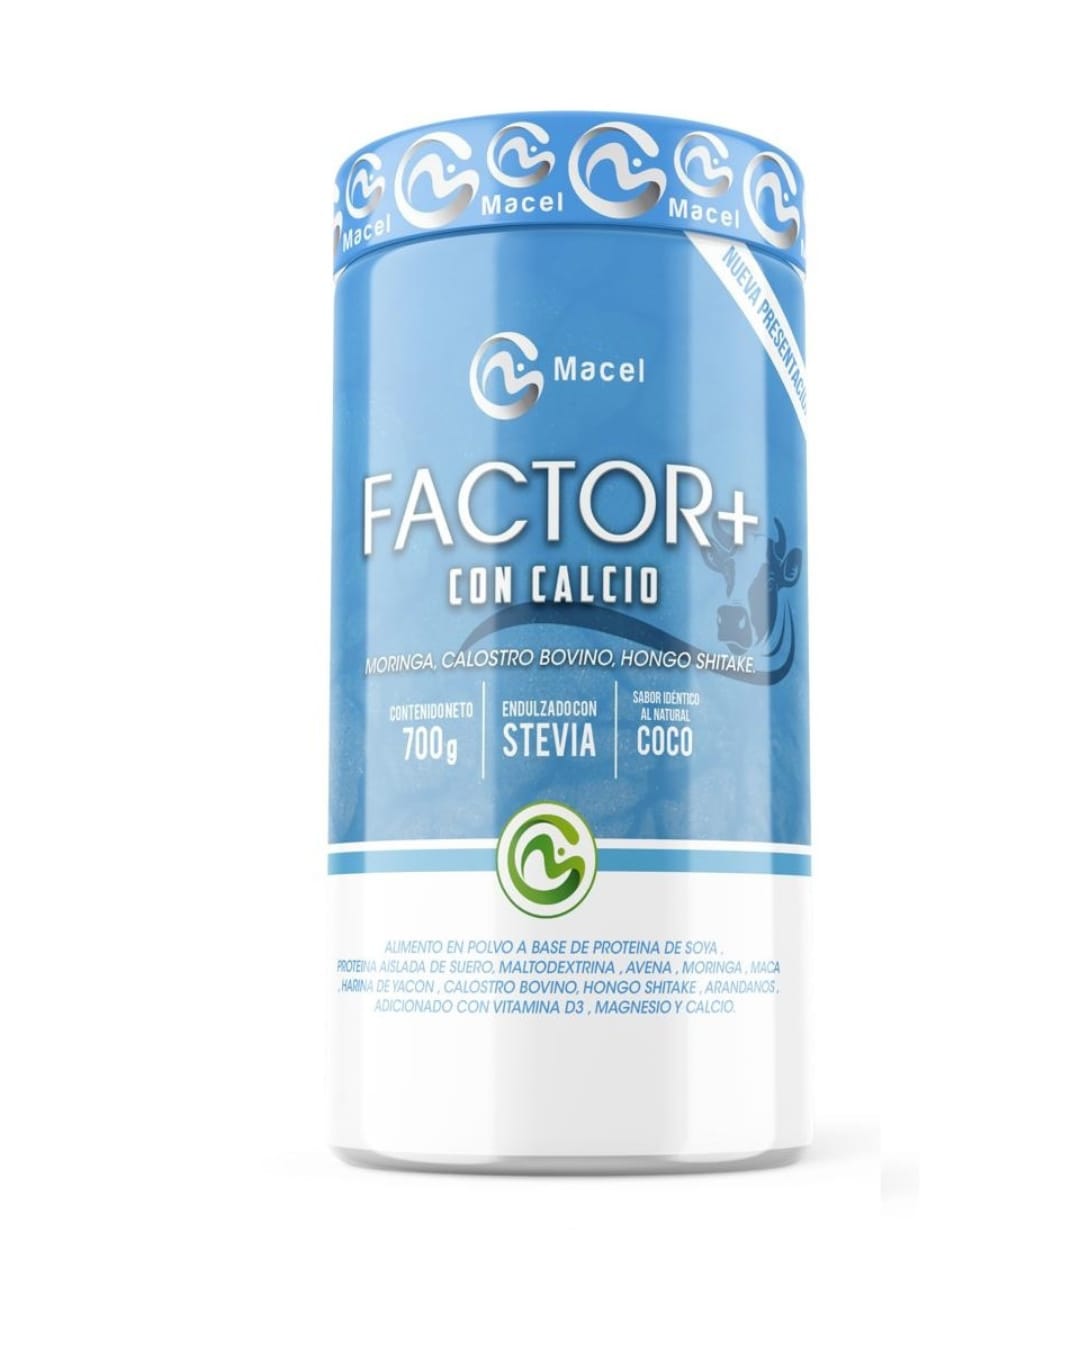 Macel
Macel
Macel
NUEVA PRESENTACIÓ
Macel
FACTOR+
CON CALCIO
MORINGA, CALOSTRO BOVINO, HONGO SHITAKE.
CONTENIDO NETO
700g
ENDULZADO CON
STEVIA
SABOR IDÉNTICO
AL NATURAL
COCO
ALIMENTO EN POLVO A BASE DE PROTEINA DE SOYA ,
PROTEINA AISLADA DE SUERO, MALTODEXTRINA , AVENA , MORINGA , MACA
, HARINA DE YACON , CALOSTRO BOVINO, HONGO SHITAKE , ARANDANOS ,
ADICIONADO CON VITAMINA D3 , MAGNESIO Y CALCIO.